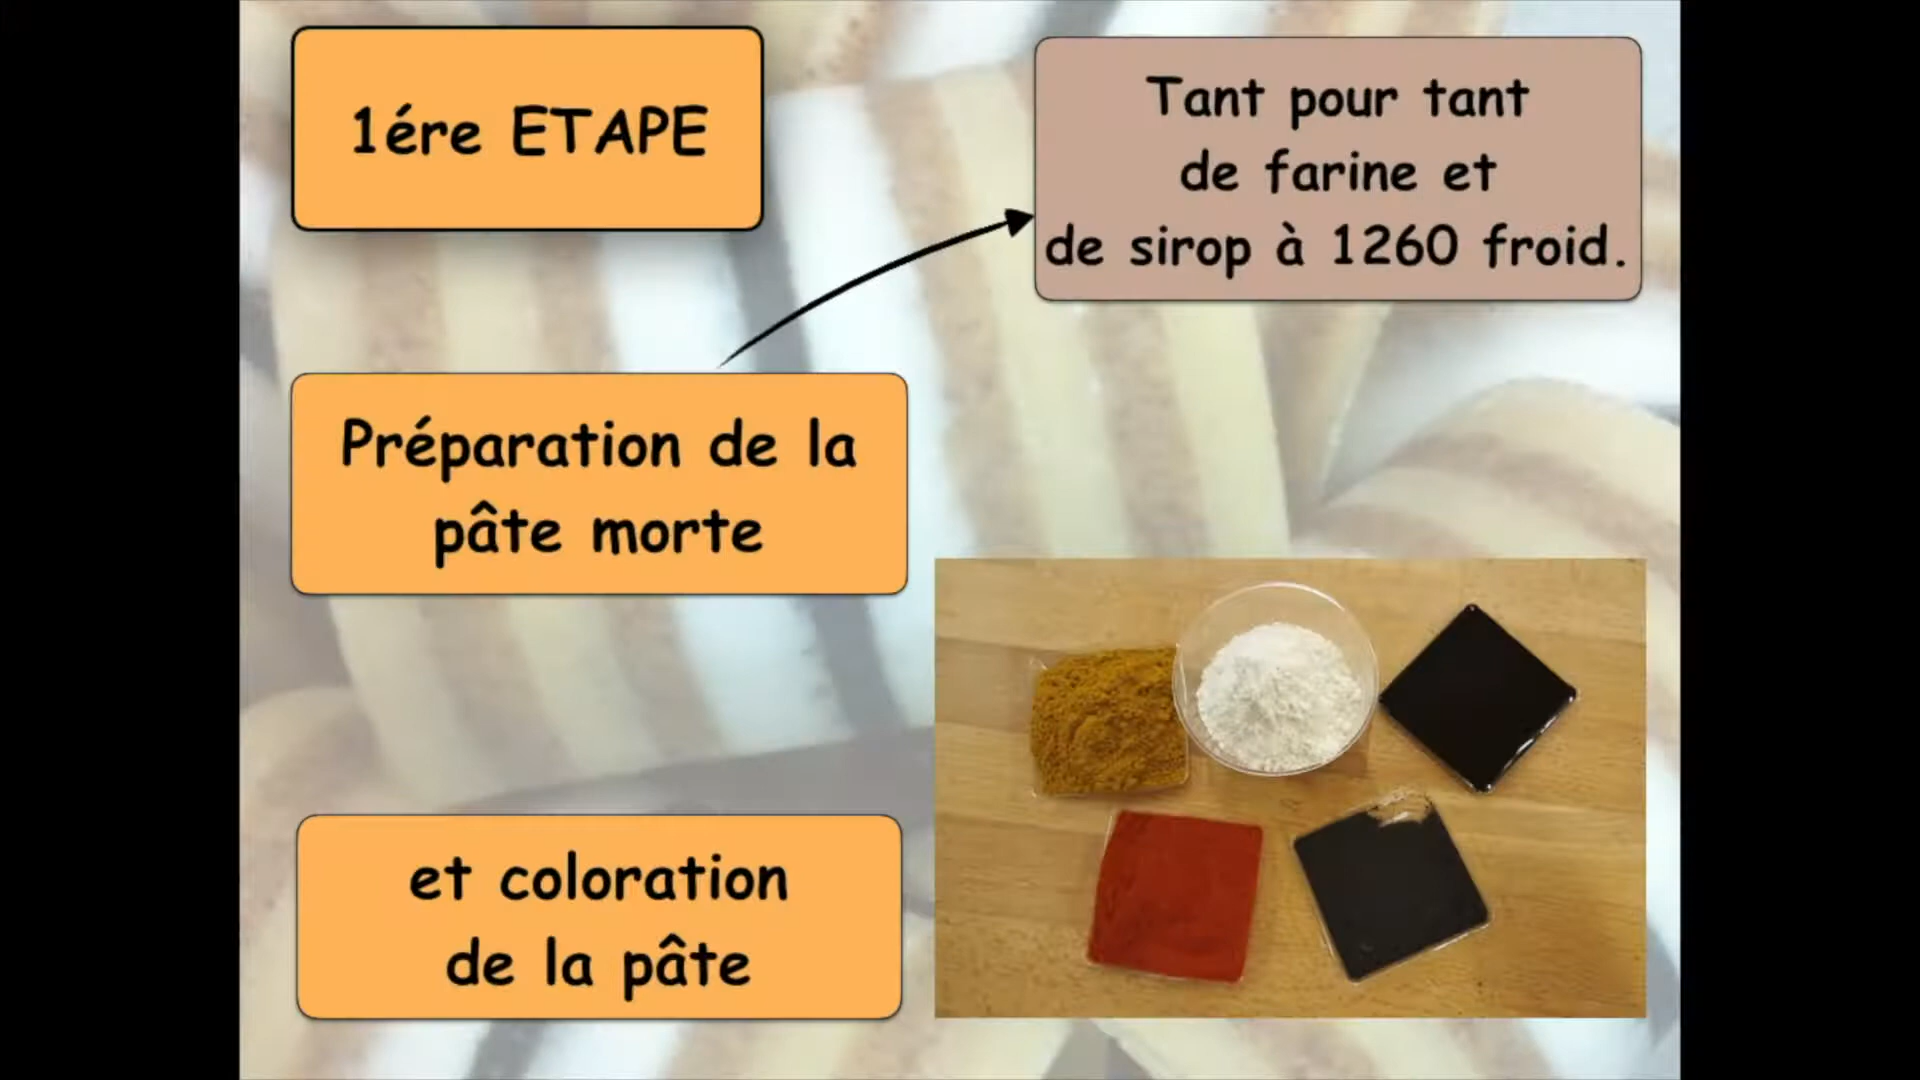 1ére ETAPE
Tant pour tant
de farine et
de sirop à 1260 froid.
Préparation de la
pâte morte
et coloration
de la pâte